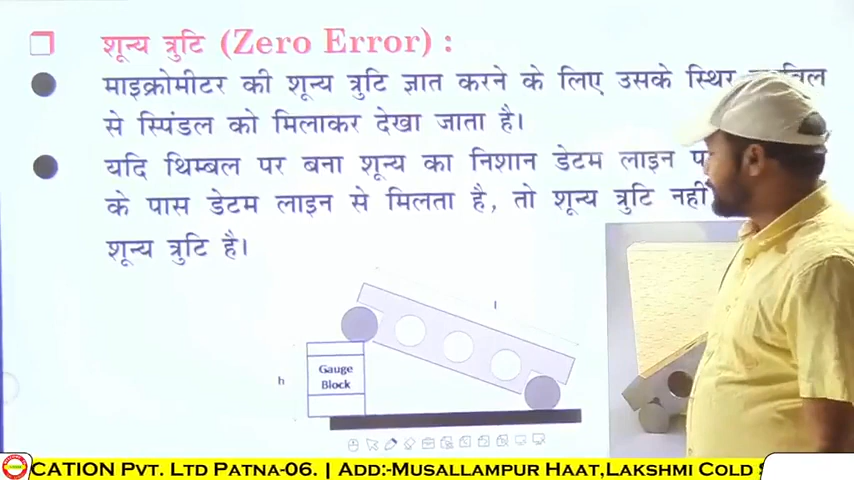 शून्य त्रुटि (Zero Error) :
माइक्रोमीटर की शून्य त्रुटि ज्ञात करने के लिए उसके स्थिर
से स्पिंडल को मिलाकर देखा जाता है।
यदि थिम्बल पर बना शून्य का निशान डेटम लाइन
के पास डेटम लाइन से मिलता है, तो शून्य त्रुटि नहीं
शून्य त्रुटि है।
l
Gauge
Block
h
CATION PVT. LTD PATNA-06. | ADD:-MUSALLAMPUR HAAT,LAKSHMI COLD